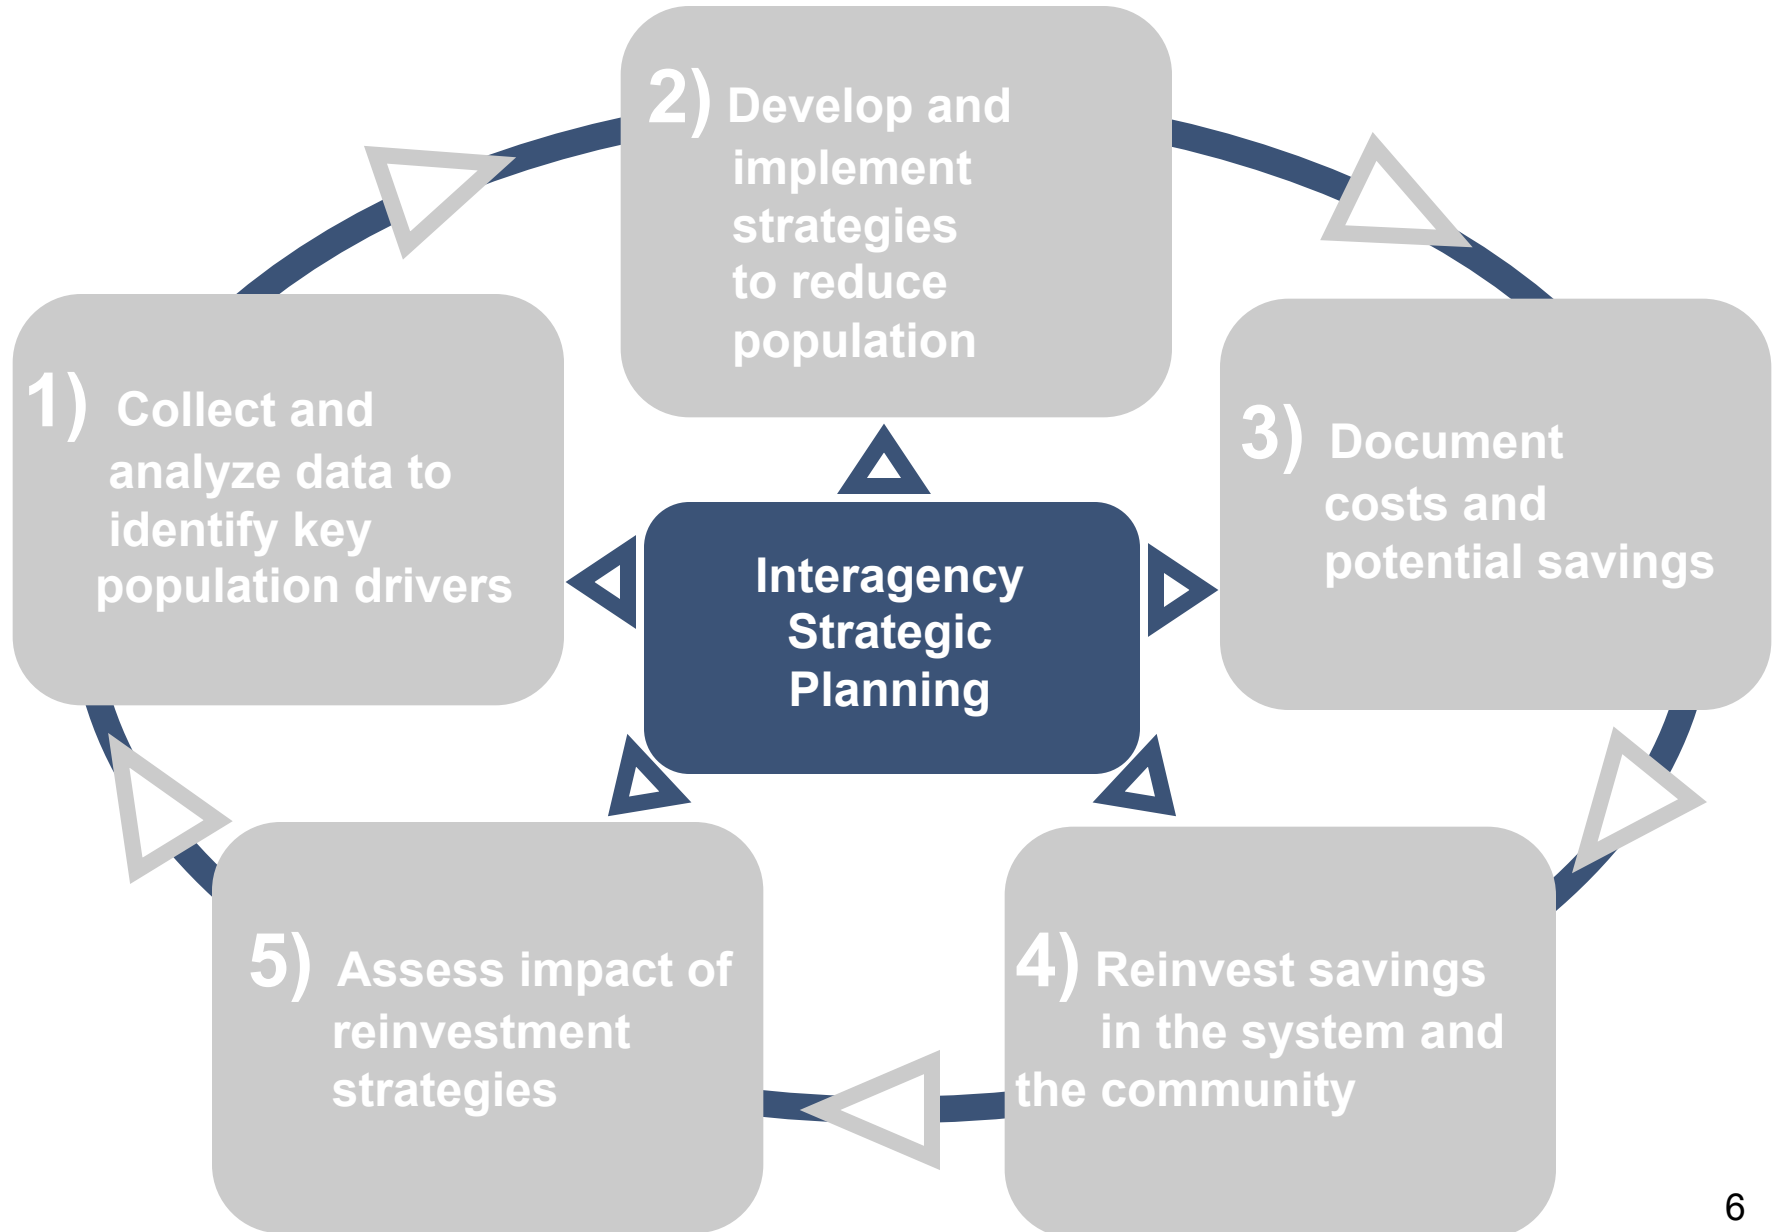 1) Collect and
analyze data to
identify key
population drivers
2) Develop and
implement
strategies
to reduce
population
3) Document
costs and
potential savings
4) Reinvest savings
in the system and
the community
5) Assess impact of
reinvestment
strategies
Interagency
Strategic
Planning
6